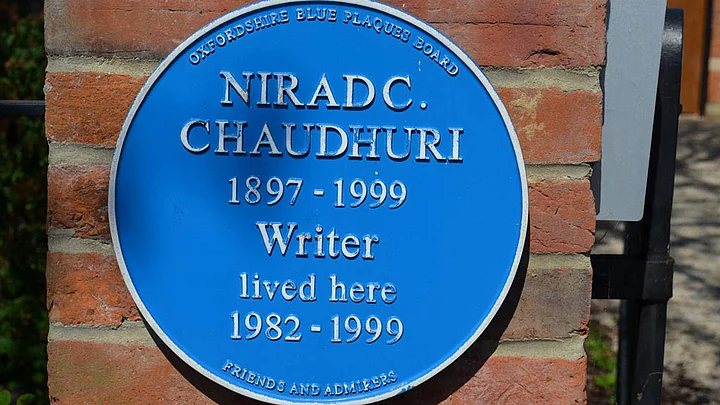 OXFORDSHIRE BLUE PLAQUES BOARD
NIRAD C.
CHAUDHURI
1897 - 1999
Writer
lived here
1982 - 1999
FRIENDS AND ADMIRERS